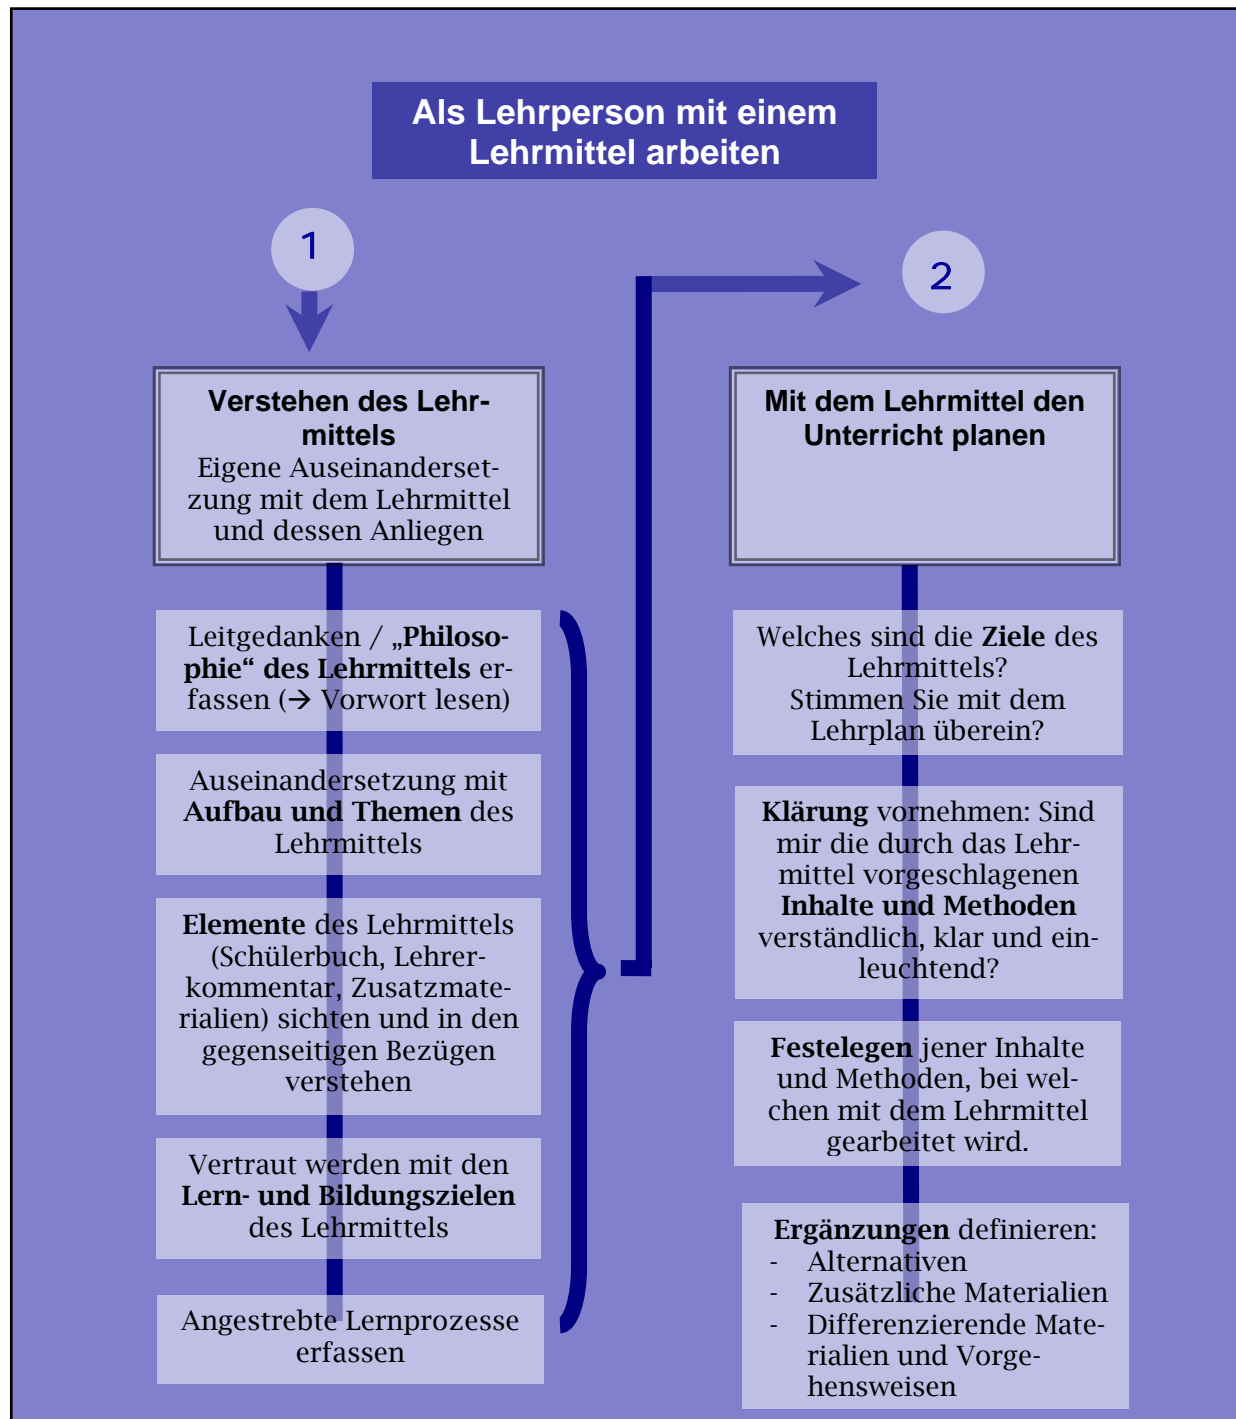 Als Lehrperson mit einem
Lehrmittel arbeiten
1
Verstehen des Lehr-
mittels
Eigene Auseinanderset-
zung mit dem Lehrmittel
und dessen Anliegen
Leitgedanken / „Philoso-
phie“ des Lehrmittels er-
fassen (→ Vorwort lesen)
Auseinandersetzung mit
Aufbau und Themen des
Lehrmittels
Elemente des Lehrmittels
(Schülerbuch, Lehrer-
kommentar, Zusatzmate-
rialien) sichten und in den
gegenseitigen Bezügen
verstehen
Vertraut werden mit den
Lern- und Bildungszielen
des Lehrmittels
Angestrebte Lernprozesse
erfassen
2
Mit dem Lehrmittel den
Unterricht planen
Welches sind die Ziele des
Lehrmittels?
Stimmen Sie mit dem
Lehrplan überein?
Klärung vornehmen: Sind
mir die durch das Lehr-
mittel vorgeschlagenen
Inhalte und Methoden
verständlich, klar und ein-
leuchtend?
Festelegen jener Inhalte
und Methoden, bei wel-
chen mit dem Lehrmittel
gearbeitet wird.
Ergänzungen definieren:
- Alternativen
- Zusätzliche Materialien
- Differenzierende Mate-
rialien und Vorge-
hensweisen